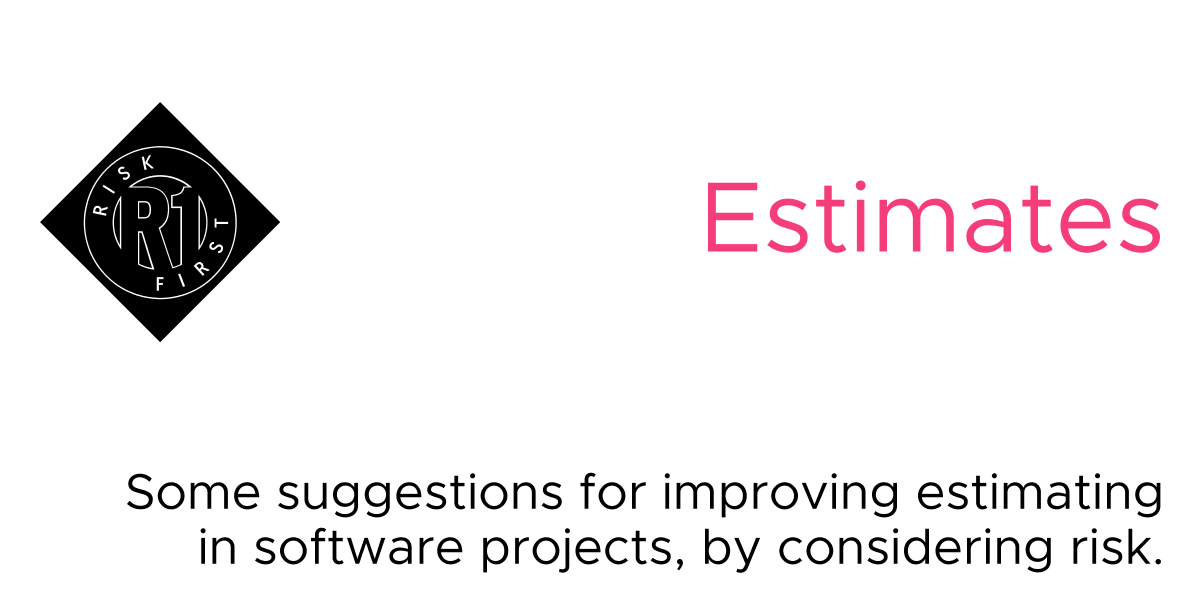 RISK
R1
FIRST
Estimates
Some suggestions for improving estimating
in software projects, by considering risk.